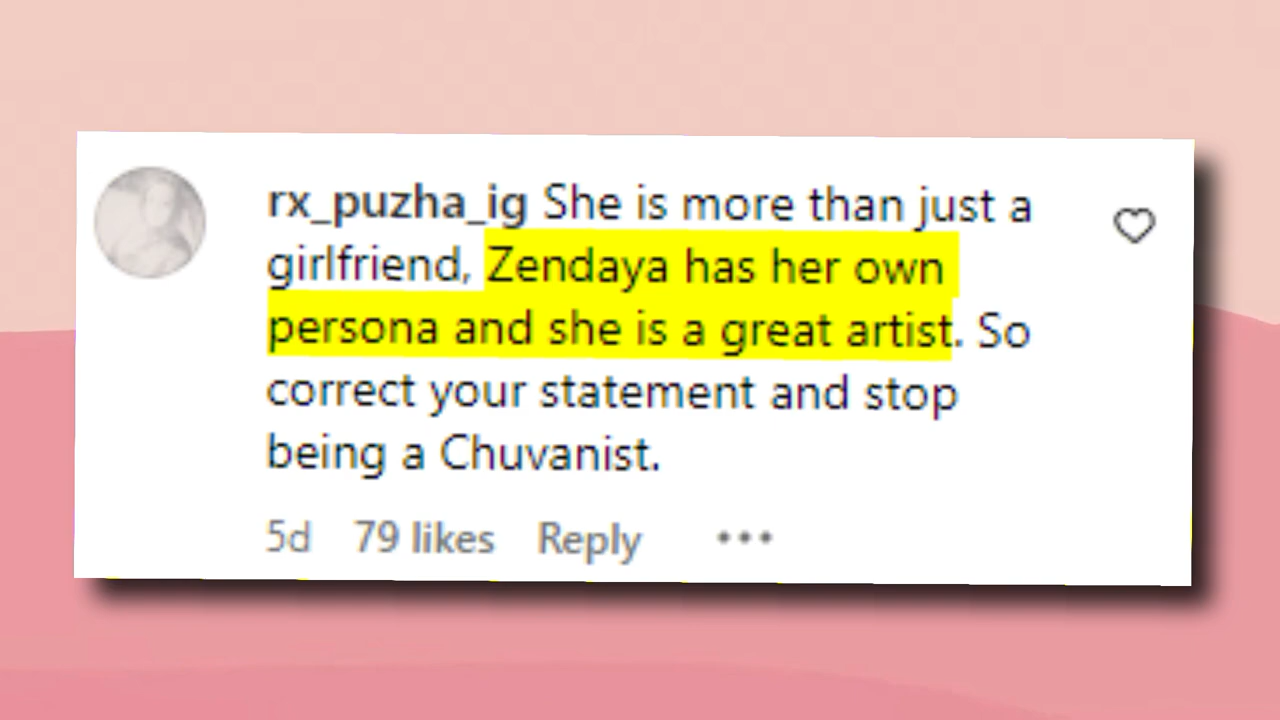 rx_puzha_ig She is more than just a
girlfriend, Zendaya has her own
persona and she is a great artist. So
correct your statement and stop
being a Chuvanist.
5d 79 likes Reply •••